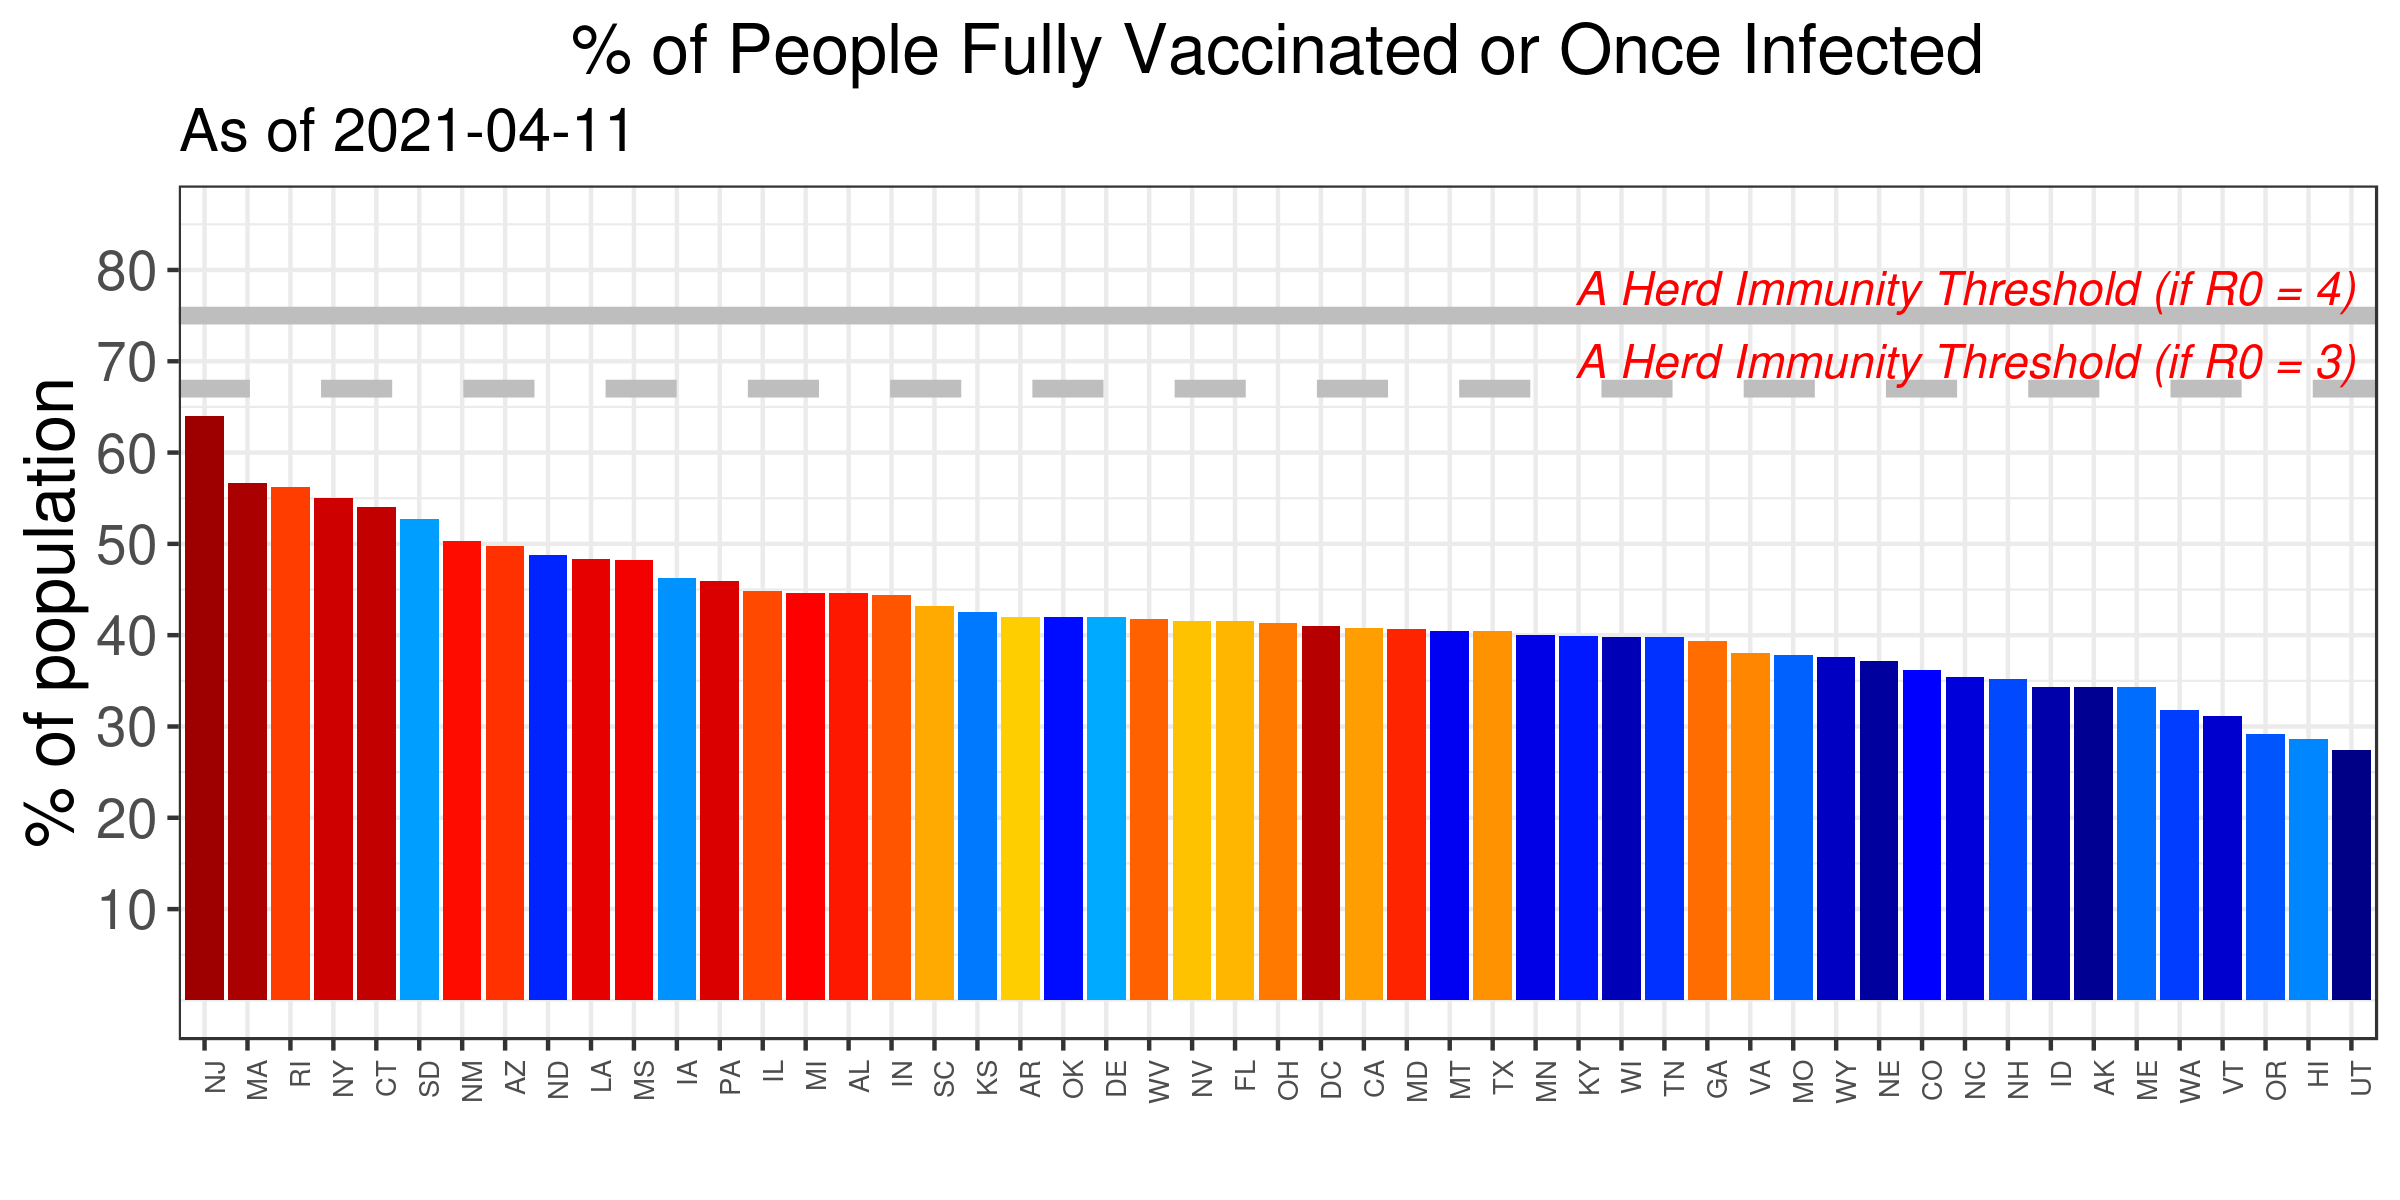 % of People Fully Vaccinated or Once Infected
As of 2021-04-11
% of population
80
70
60
50
40
30
20
10
A Herd Immunity Threshold (if R0 = 4)
A Herd Immunity Threshold (if R0 = 3)
NJ MA RI NY CT SD NM AZ ND LA MS IA PA IL MI AL IN SC KS AR OK DE WV NV FL OH DC CA MD MT TX MN KY WI TN GA VA MO WY NE CO NC NH ID AK ME WA VT OR HI UT